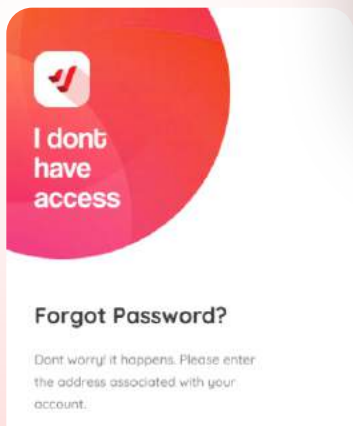 I dont
have
access
Forgot Password?
Dont worry! it happens. Please enter
the address associated with your
account.